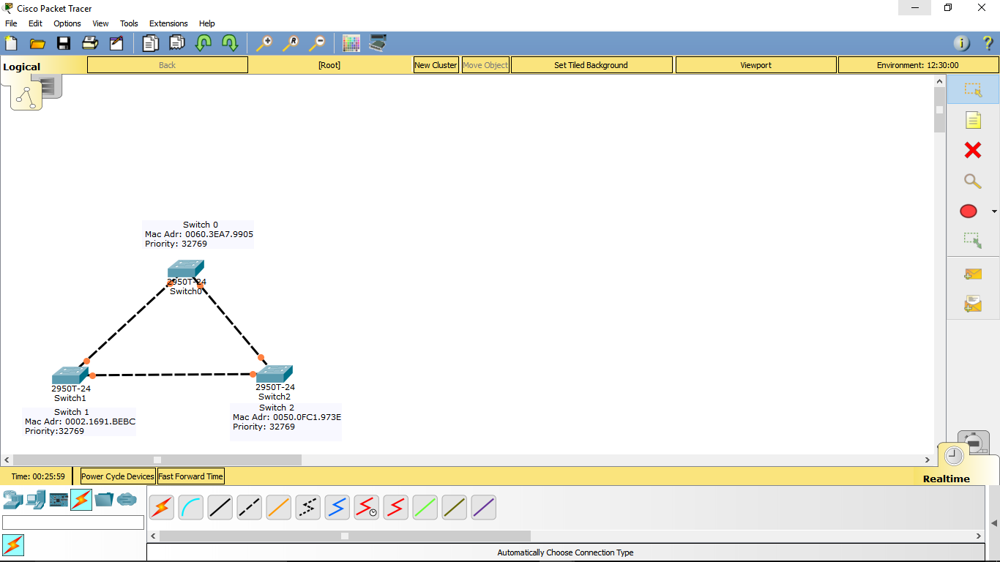 Cisco Packet Tracer
File Edit Options View Tools Extensions Help
R
i ?
Logical Back [Root] New Cluster Move Object Set Tiled Background Viewport Environment: 12:30:00
Switch 0
Mac Adr: 0060.3EA7.9905
Priority: 32769
2950T-24
Switch0
2950T-24
Switch1
2950T-24
Switch2
Switch 1
Mac Adr: 0002.1691.BEBC
Priority:32769
Switch 2
Mac Adr: 0050.0FC1.973E
Priority: 32769
Time: 00:25:59 Power Cycle Devices Fast Forward Time
Realtime
Automatically Choose Connection Type